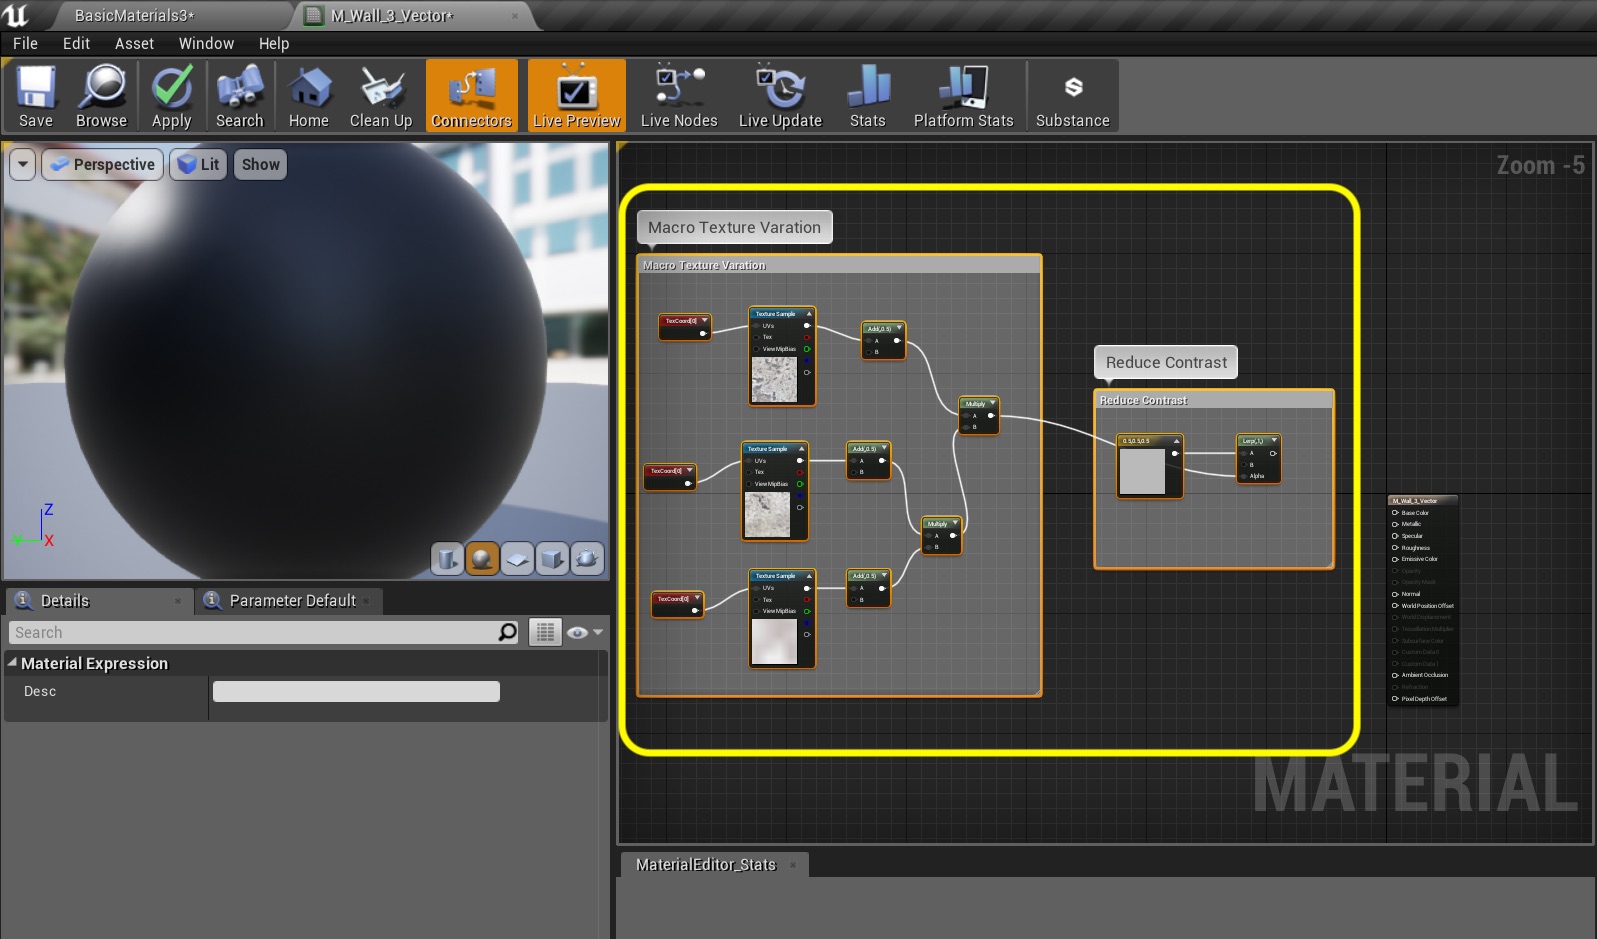 BasicMaterials3*
M_Wall_3_Vector*
File Edit Asset Window Help
Save Browse Apply Search Home Clean Up Connectors Live Preview Live Nodes Live Update Stats Platform Stats Substance
Perspective Lit Show
Zoom -5
Macro Texture Varation
Macro Texture Varation
TexCoord[0]
Texture Sample
UVs
Tex
View MipBias
Add(,0.5)
A
B
Multiply
A
B
Reduce Contrast
Reduce Contrast
0.5,0.5,0.5
Lerp(,1,)
A
B
Alpha
TexCoord[0]
Texture Sample
UVs
Tex
View MipBias
Add(,0.5)
A
B
Multiply
A
B
TexCoord[0]
Texture Sample
UVs
Tex
View MipBias
Add(,0.5)
A
B
M_Wall_3_Vector
Base Color
Metallic
Specular
Roughness
Emissive Color
Opacity
Opacity Mask
Normal
World Position Offset
World Displacement
Tessellation Multiplier
Subsurface Color
Custom Data 0
Custom Data 1
Ambient Occlusion
Refraction
Pixel Depth Offset
MATERIAL
Z
Y
X
Details
Parameter Default
Search
Material Expression
Desc
MaterialEditor_Stats